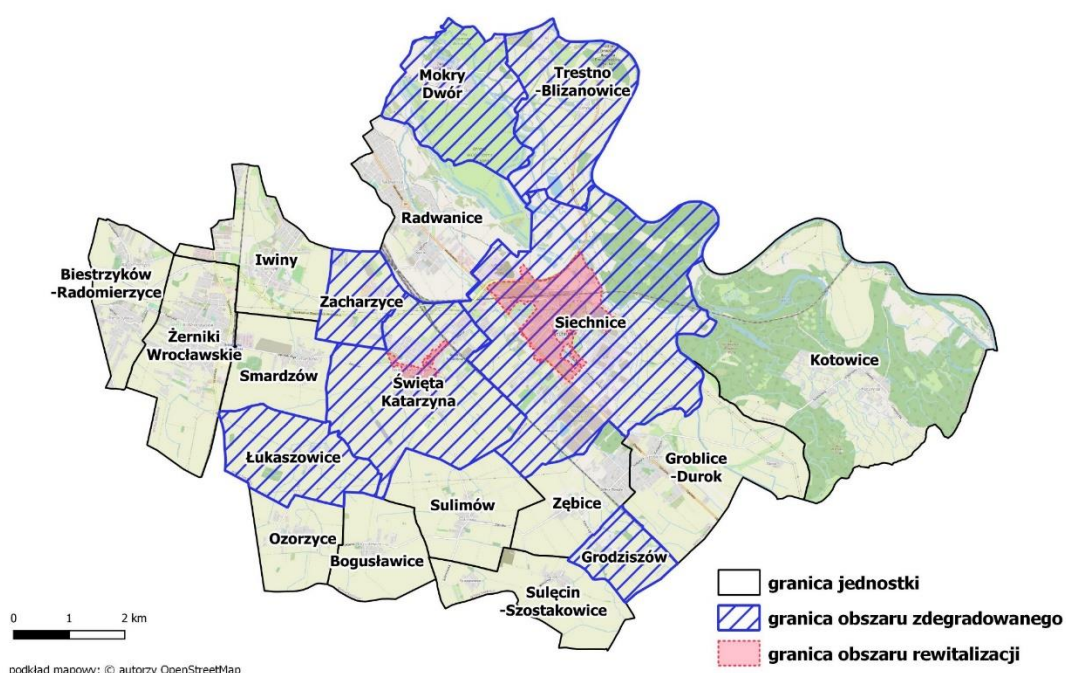 Mokry
Dwór
Trestno
-Blizanowice
Radwanice
Iwiny
Biestrzyków
-Radomierzyce
Zacharzyce
Siechnice
Żerniki
Wrocławskie
Kotowice
Smardzów
Święta
Katarzyna
Łukaszowice
Groblice
-Durok
Sulimów
Zębice
Ozorzyce
Bogusławice
Grodziszów
Sulęcin
-Szostakowice
granica jednostki
granica obszaru zdegradowanego
granica obszaru rewitalizacji
0 1 2 km
podkład mapowy: © autorzy OpenStreetMap